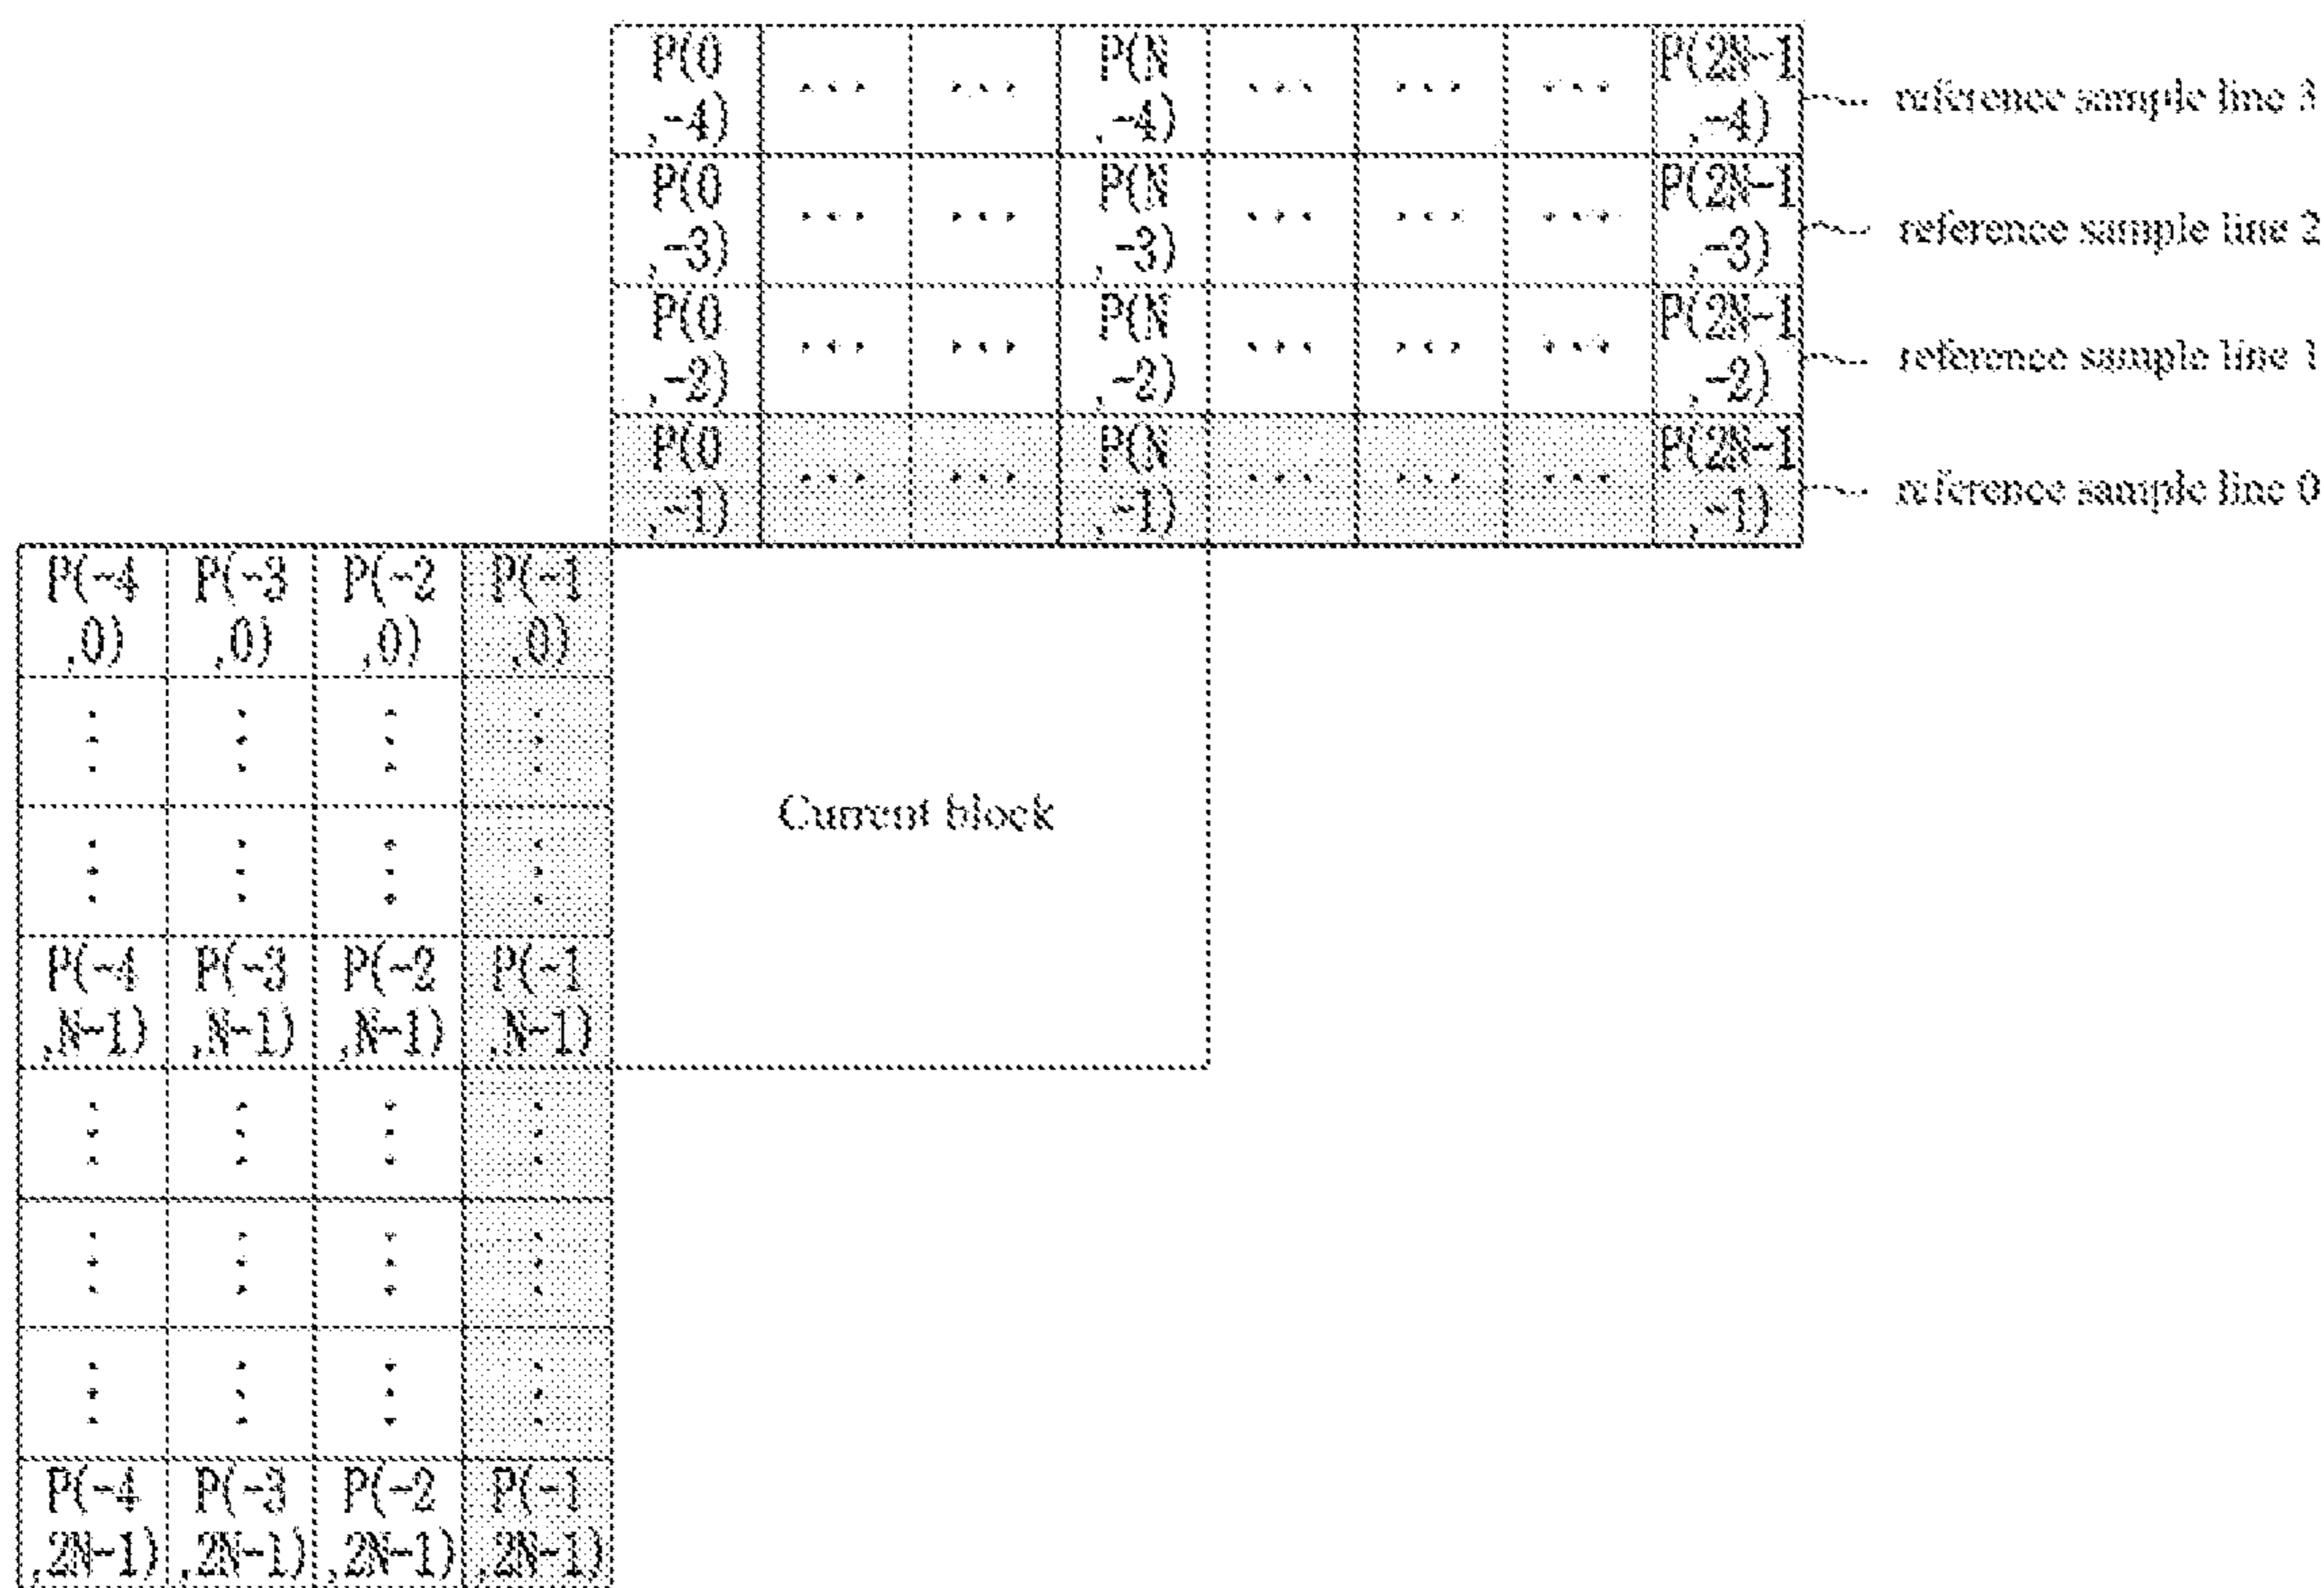 P(0 ... ... P(N ... ... ... P(2N-1
,-4) ,-4) ,-4) reference sample line 3
P(0 ... ... P(N ... ... ... P(2N-1
,-3) ,-3) ,-3) reference sample line 2
P(0 ... ... P(N ... ... ... P(2N-1
,-2) ,-2) ,-2) reference sample line 1
P(0 ... ... P(N ... ... ... P(2N-1
,-1) ,-1) ,-1) reference sample line 0
P(-4 P(-3 P(-2 P(-1
,0) ,0) ,0) ,0)
Current block
P(-4 P(-3 P(-2 P(-1
,N-1) ,N-1) ,N-1) ,N-1)
P(-4 P(-3 P(-2 P(-1
,2N-1) ,2N-1) ,2N-1) ,2N-1)